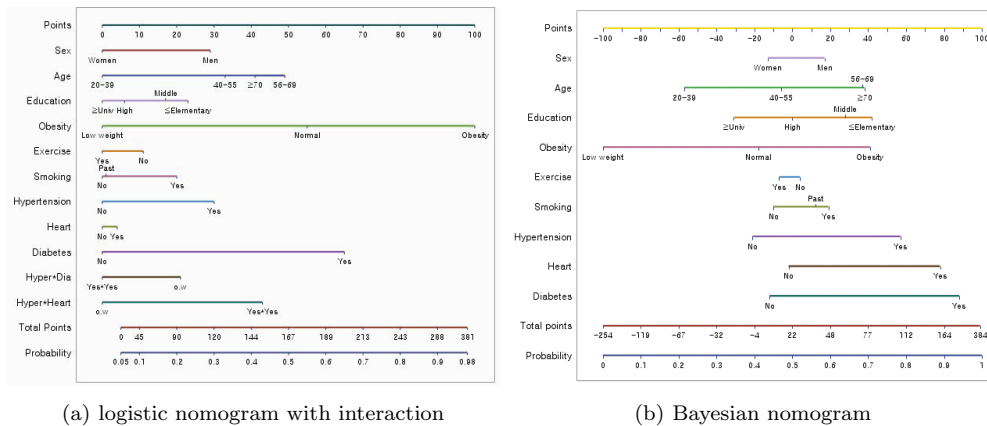 Points
0 10 20 30 40 50 60 70 80 90 100
Sex
Women Men
Age
20-39 40-55 ≥70 56-69
Education
Middle
≥Univ High ≤Elementary
Obesity
Low weight Normal Obesity
Exercise
Yes No
Smoking
Past
No Yes
Hypertension
No Yes
Heart
No Yes
Diabetes
No Yes
Hyper*Dia
Yes*Yes o.w
Hyper*Heart
o.w Yes*Yes
Total Points
0 45 90 120 144 167 189 213 243 288 381
Probability
0.05 0.1 0.2 0.3 0.4 0.5 0.6 0.7 0.8 0.9 0.98
(a) logistic nomogram with interaction
Points
-100 -80 -60 -40 -20 0 20 40 60 80 100
Sex
Women Men
Age
56-69
20-39 40-55 ≥70
Education
Middle
≥Univ High ≤Elementary
Obesity
Low weight Normal Obesity
Exercise
Yes No
Smoking
Past
No Yes
Hypertension
No Yes
Heart
No Yes
Diabetes
No Yes
Total points
-254 -119 -67 -32 -4 22 48 77 112 164 384
Probability
0 0.1 0.2 0.3 0.4 0.5 0.6 0.7 0.8 0.9 1
(b) Bayesian nomogram